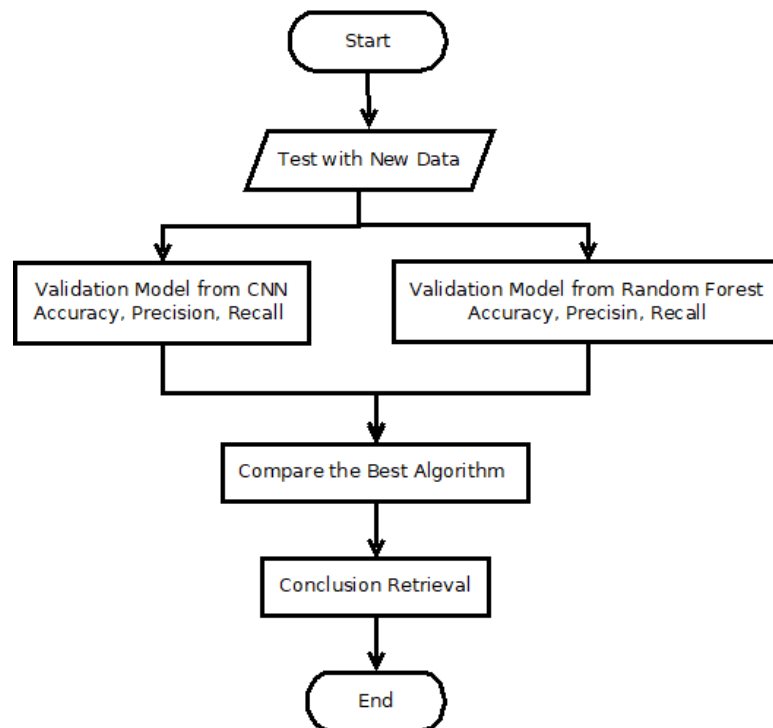 Start
Test with New Data
Validation Model from CNN
Accuracy, Precision, Recall
Validation Model from Random Forest
Accuracy, Precisin, Recall
Compare the Best Algorithm
Conclusion Retrieval
End